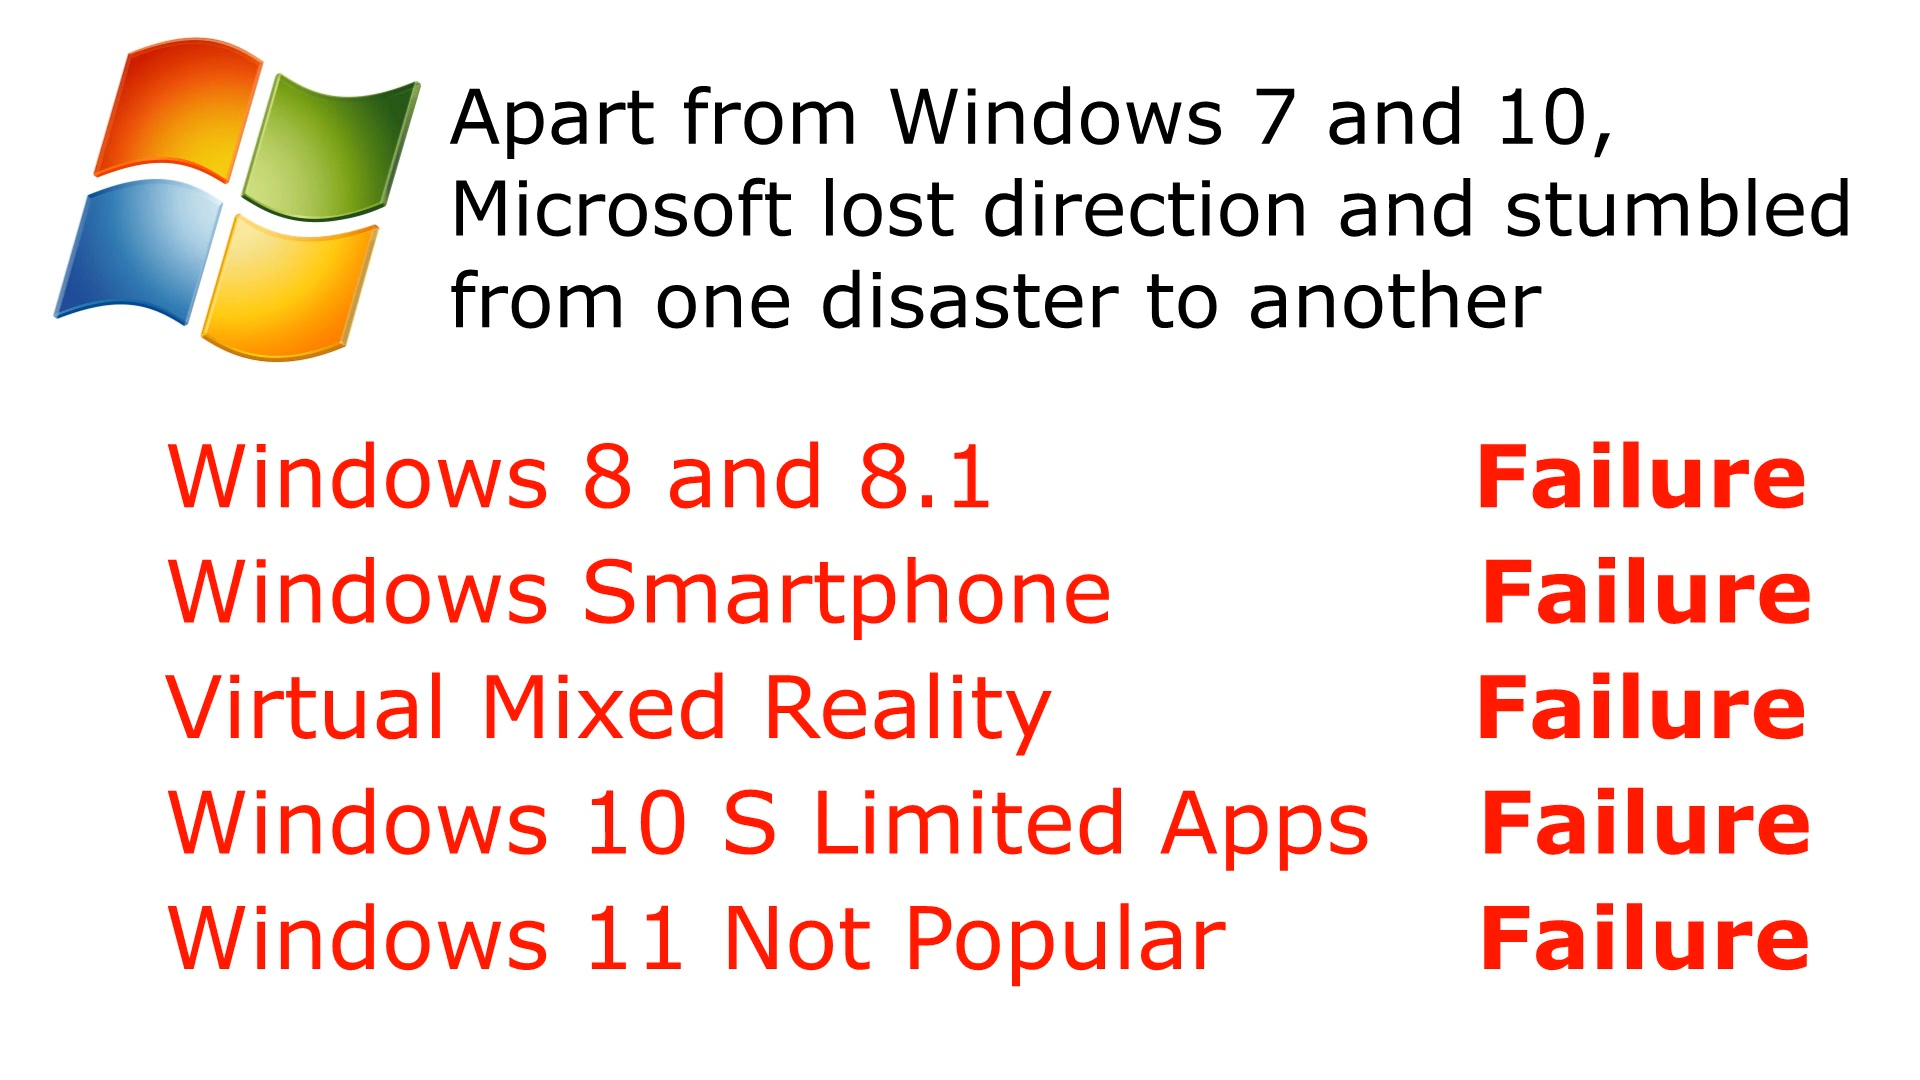 Apart from Windows 7 and 10,
Microsoft lost direction and stumbled
from one disaster to another
Windows 8 and 8.1 Failure
Windows Smartphone Failure
Virtual Mixed Reality Failure
Windows 10 S Limited Apps Failure
Windows 11 Not Popular Failure